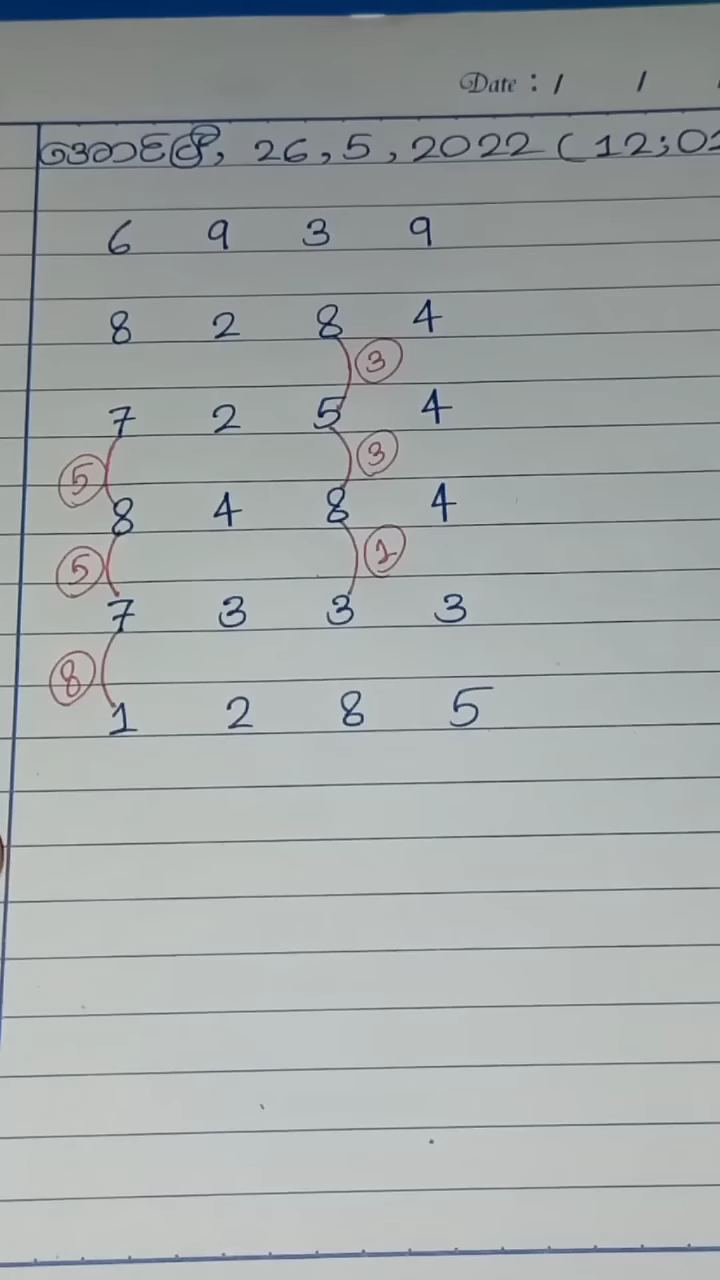 Date : / /
26,5,2022 (12;01
6 9 3 9
8 2 8 4
3
7 2 5 4
5 3
8 4 8 4
5 1
7 3 3 3
8
1 2 8 5